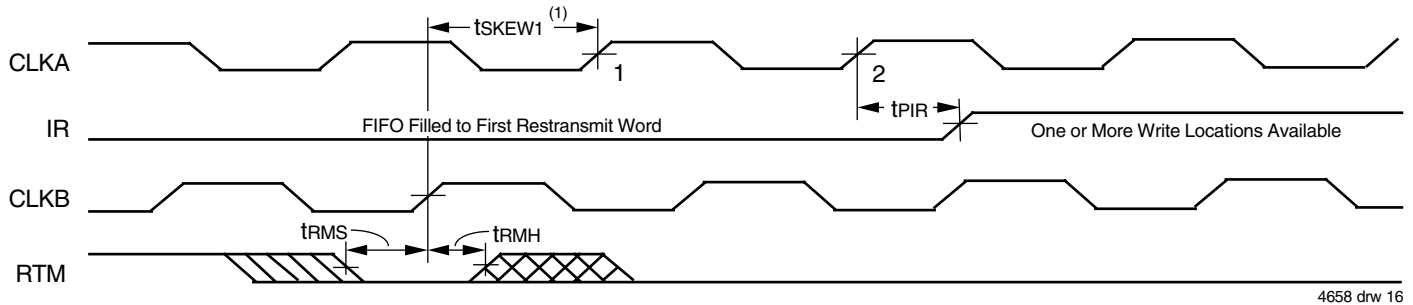 tSKEW1 (1)
CLKA
1
2
tPIR
IR
FIFO Filled to First Restransmit Word
One or More Write Locations Available
CLKB
tRMS
tRMH
RTM
4658 drw 16